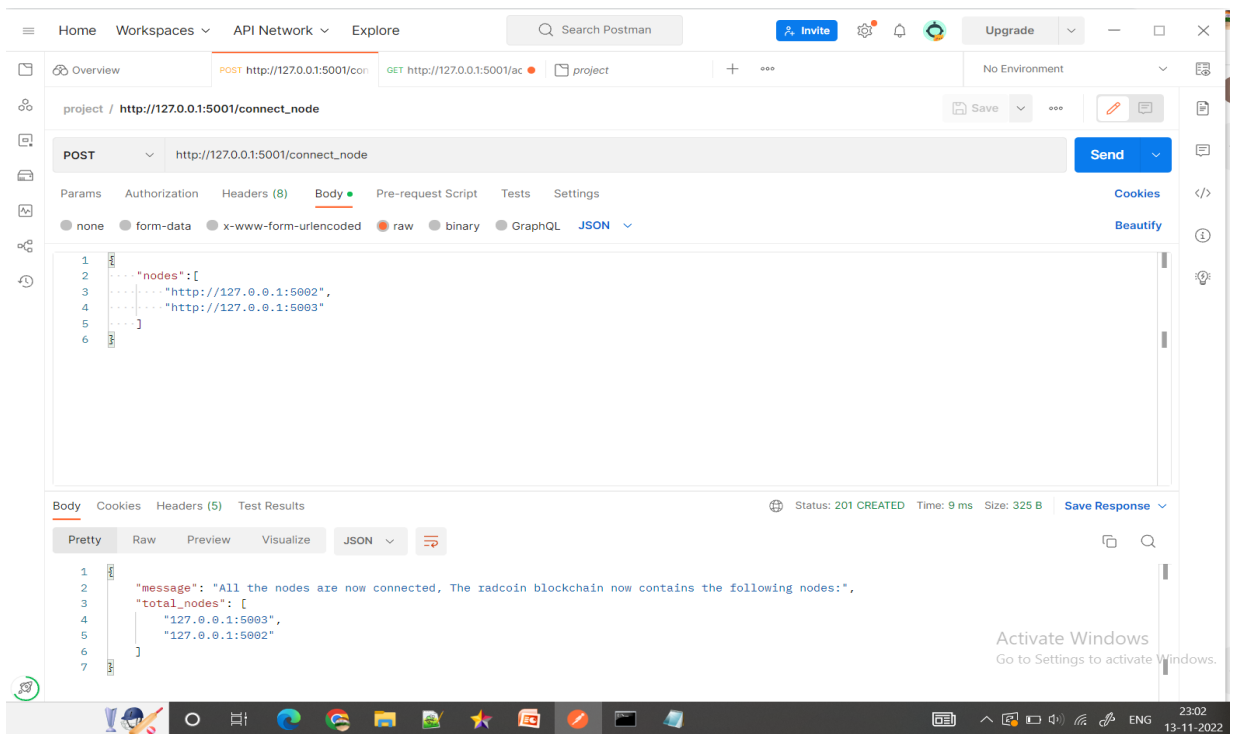 Home Workspaces API Network Explore Search Postman Invite Upgrade
Overview POST http://127.0.0.1:5001/con GET http://127.0.0.1:5001/ac project No Environment
project / http://127.0.0.1:5001/connect_node Save
POST http://127.0.0.1:5001/connect_node Send
Params Authorization Headers (8) Body Pre-request Script Tests Settings Cookies
none form-data x-www-form-urlencoded raw binary GraphQL JSON Beautify
1 {
2 "nodes":[
3 "http://127.0.0.1:5002",
4 "http://127.0.0.1:5003"
5 ]
6 }
Body Cookies Headers (5) Test Results Status: 201 CREATED Time: 9 ms Size: 325 B Save Response
Pretty Raw Preview Visualize JSON
1 {
2 "message": "All the nodes are now connected, The radcoin blockchain now contains the following nodes:",
3 "total_nodes": [
4 "127.0.0.1:5003",
5 "127.0.0.1:5002"
6 ]
7 }
Activate Windows
Go to Settings to activate Windows.
ENG 23:02
13-11-2022